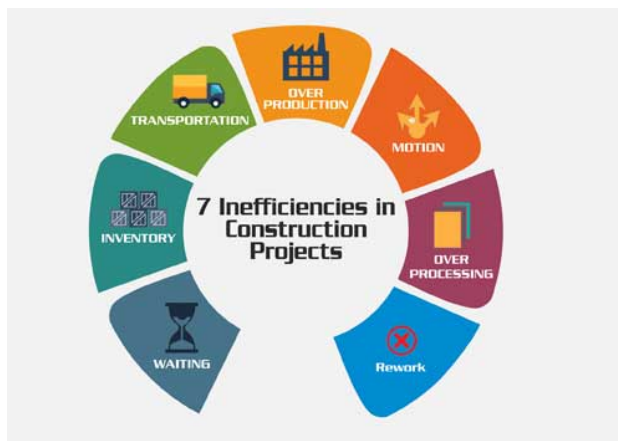 OVER
PRODUCTION
TRANSPORTATION
MOTION
7 Inefficiencies in
Construction
Projects
INVENTORY
OVER
PROCESSING
WAITING
Rework